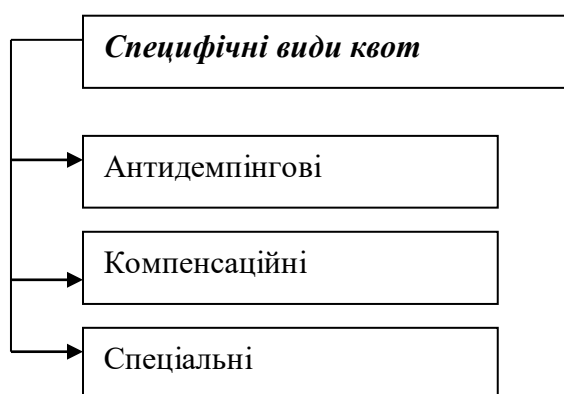 Специфічні види квот
Антидемпінгові
Компенсаційні
Спеціальні